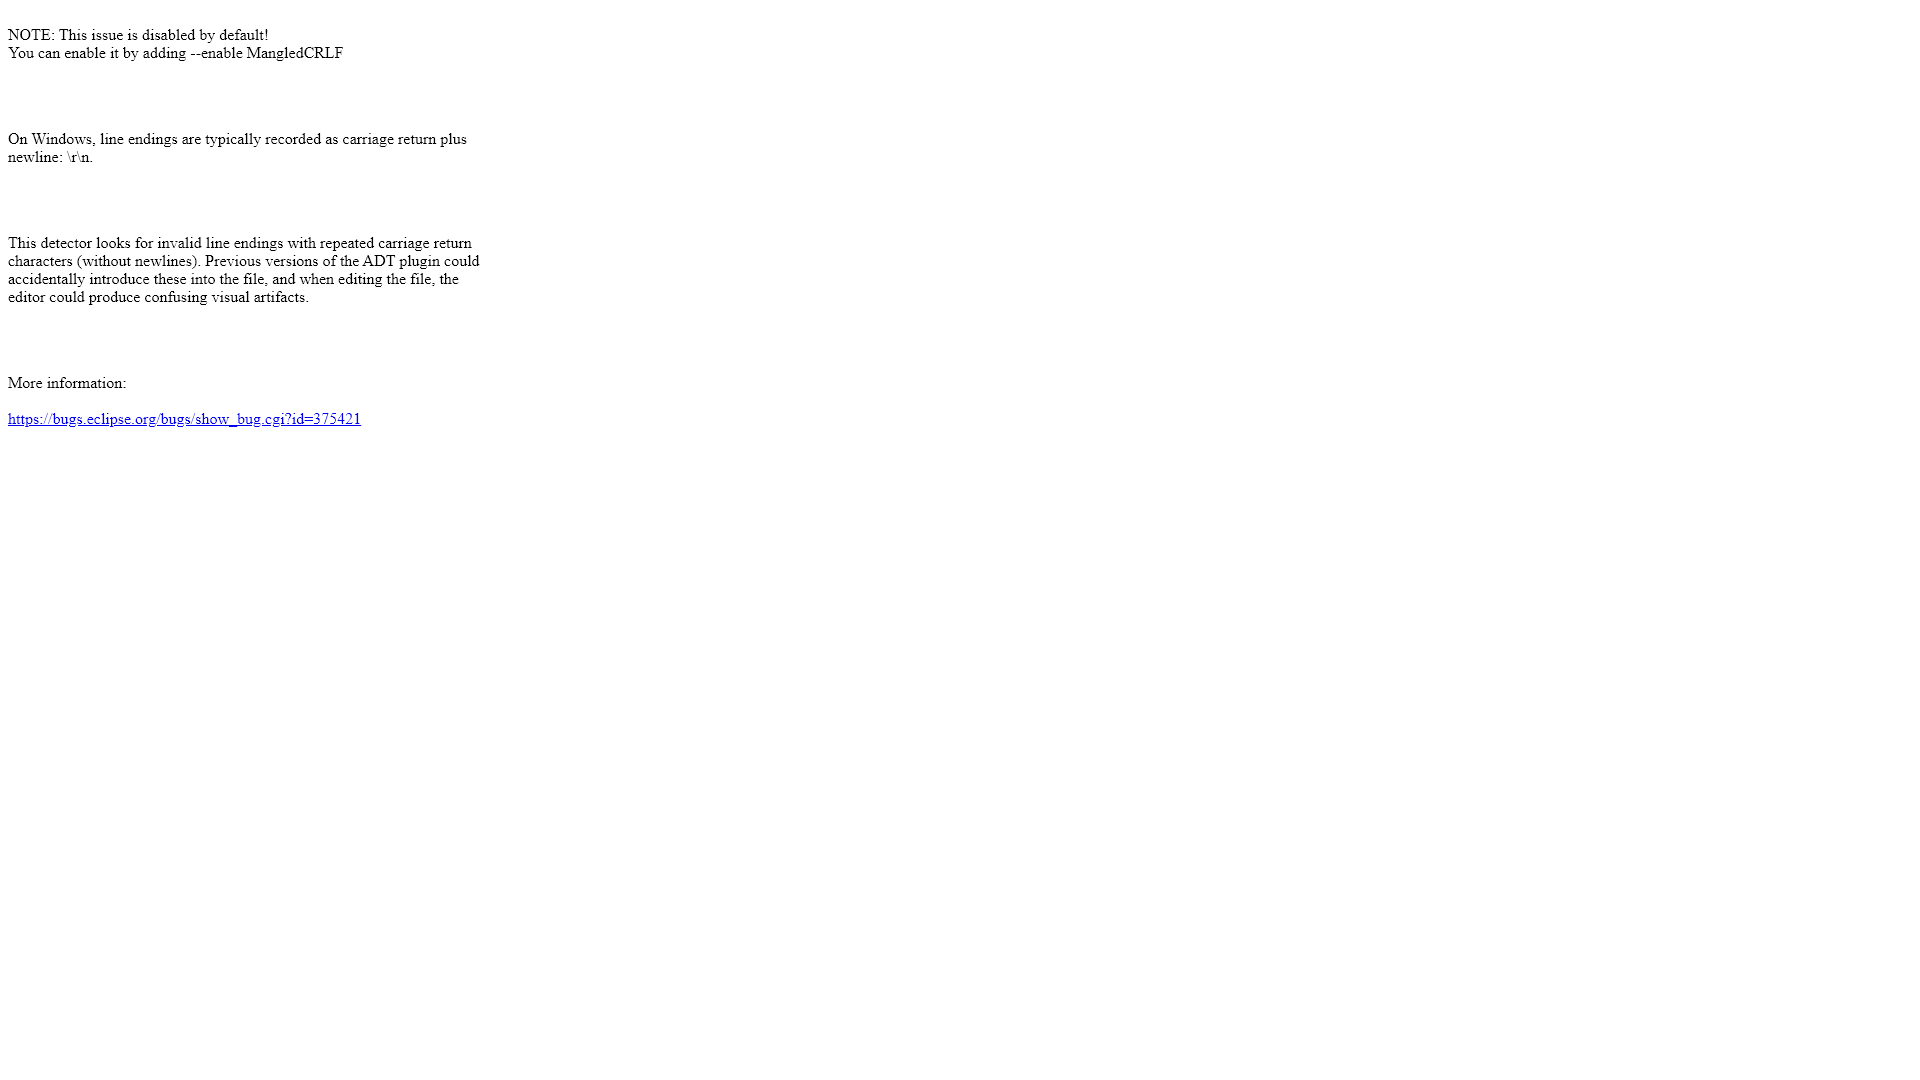 NOTE: This issue is disabled by default!
You can enable it by adding --enable MangledCRLF
On Windows, line endings are typically recorded as carriage return plus
newline: \r\n.
This detector looks for invalid line endings with repeated carriage return
characters (without newlines). Previous versions of the ADT plugin could
accidentally introduce these into the file, and when editing the file, the
editor could produce confusing visual artifacts.
More information:
https://bugs.eclipse.org/bugs/show_bug.cgi?id=375421